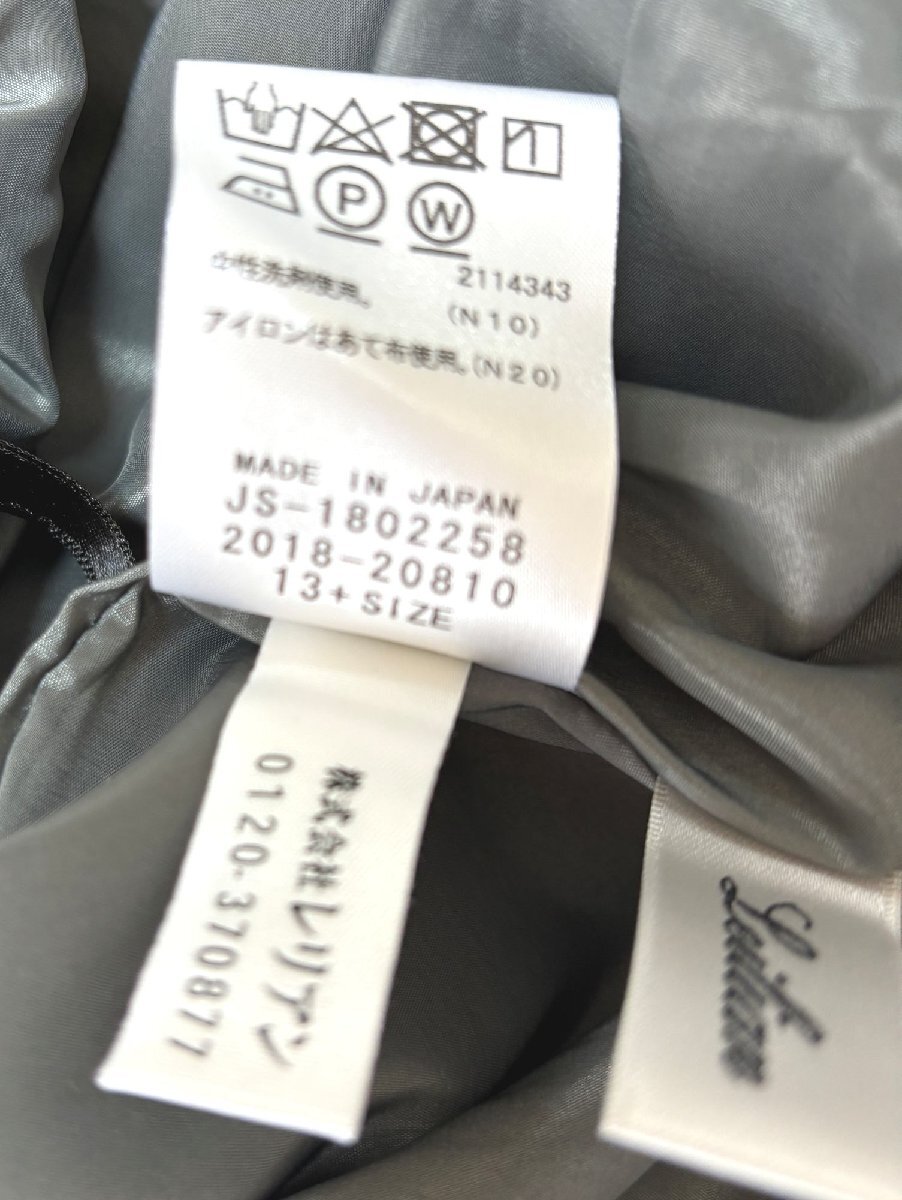 P
W
中性洗剤使用。
2114343
(N10)
アイロンはあて布使用。(N20)
MADE IN JAPAN
JS-1802258
2018-20810
13+SIZE
株式会社レリアン
0120-370877
Leilian